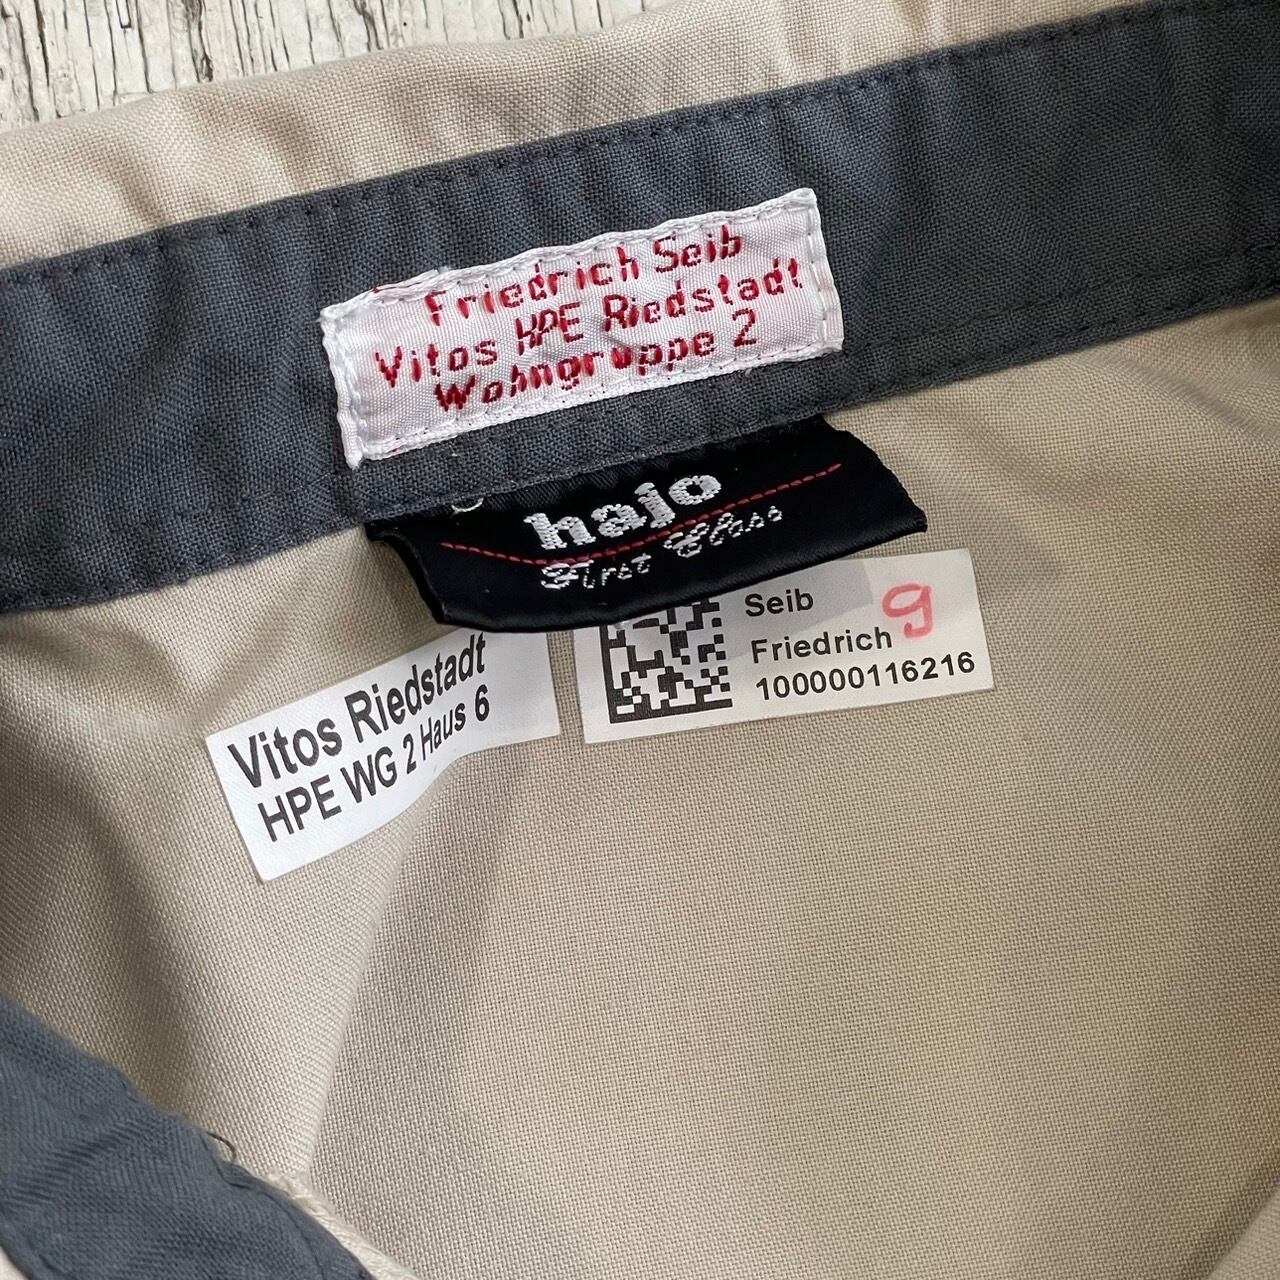 Friedrich Seib
Vitos HPE Riedstadt
Wohngruppe 2
hajo
First Class
Seib
Friedrich 9
100000116216
Vitos Riedstadt
HPE WG 2 Haus 6